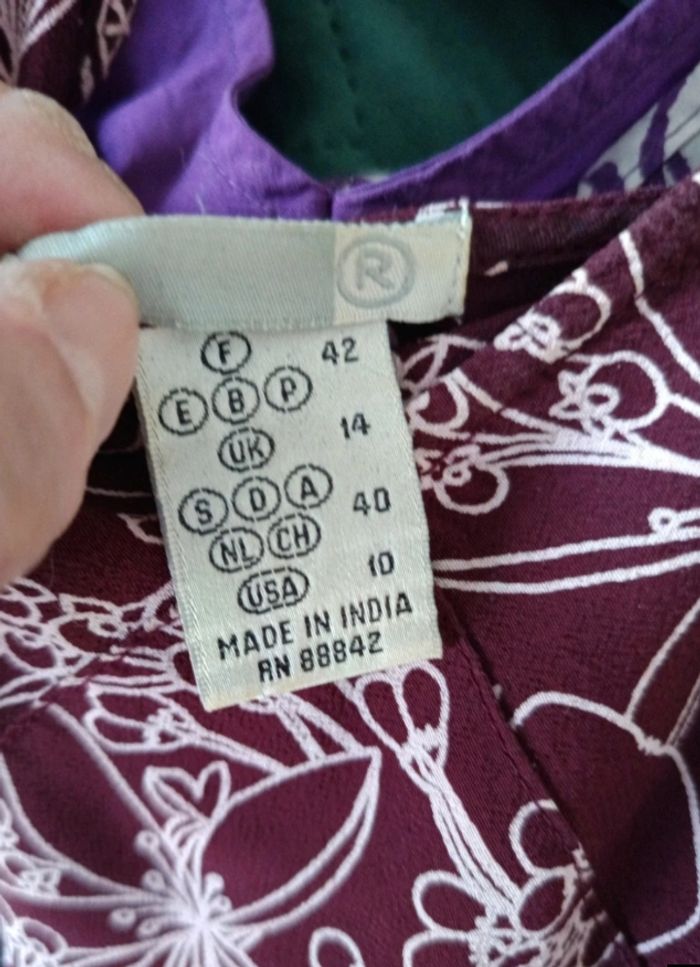 R
F 42
E B P
UK 14
S D A 40
NL CH
USA 10
MADE IN INDIA
RN 88842